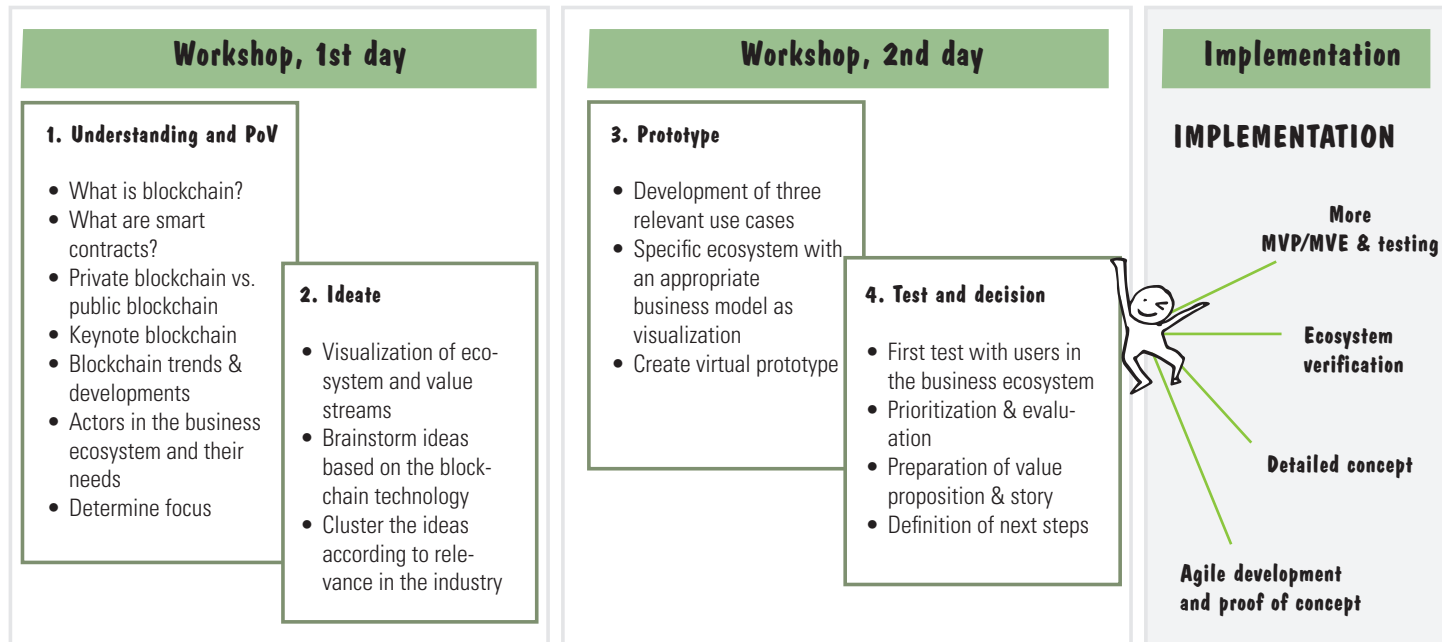 Workshop, 1st day
1. Understanding and PoV
• What is blockchain?
• What are smart
contracts?
• Private blockchain vs.
public blockchain
• Keynote blockchain
• Blockchain trends &
developments
• Actors in the business
ecosystem and their
needs
• Determine focus
2. Ideate
• Visualization of eco-
system and value
streams
• Brainstorm ideas
based on the block-
chain technology
• Cluster the ideas
according to rele-
vance in the industry
Workshop, 2nd day
3. Prototype
• Development of three
relevant use cases
• Specific ecosystem with
an appropriate
business model as
visualization
• Create virtual prototype
4. Test and decision
• First test with users in
the business ecosystem
• Prioritization & evalu-
ation
• Preparation of value
proposition & story
• Definition of next steps
Implementation
IMPLEMENTATION
More
MVP/MVE & testing
Ecosystem
verification
Detailed concept
Agile development
and proof of concept